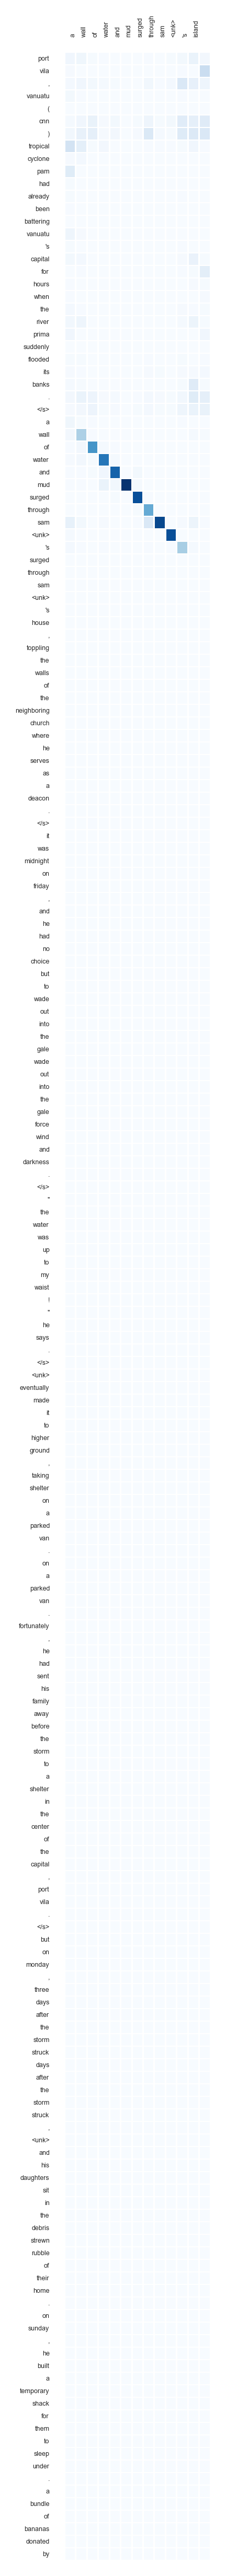 a wall of water and mud surged through sam <unk> 's island .
port
vila
,
vanuatu
(
cnn
)
tropical
cyclone
pam
had
already
been
battering
vanuatu
's
capital
for
hours
when
the
river
prima
suddenly
flooded
its
banks
.
</s>
a
wall
of
water
and
mud
surged
through
sam
<unk>
's
surged
through
sam
<unk>
's
house
,
toppling
the
walls
of
the
neighboring
church
where
he
serves
as
a
deacon
.
</s>
it
was
midnight
on
friday
,
and
he
had
no
choice
but
to
wade
out
into
the
gale
wade
out
into
the
gale
force
wind
and
darkness
.
</s>
"
the
water
was
up
to
my
waist
!
"
he
says
.
</s>
<unk>
eventually
made
it
to
higher
ground
,
taking
shelter
on
a
parked
van
.
on
a
parked
van
.
fortunately
,
he
had
sent
his
family
away
before
the
storm
to
a
shelter
in
the
center
of
the
capital
,
port
vila
.
</s>
but
on
monday
,
three
days
after
the
storm
struck
days
after
the
storm
struck
,
<unk>
and
his
daughters
sit
in
the
debris
strewn
rubble
of
their
home
.
on
sunday
,
he
built
a
temporary
shack
for
them
to
sleep
under
.
a
bundle
of
bananas
donated
by